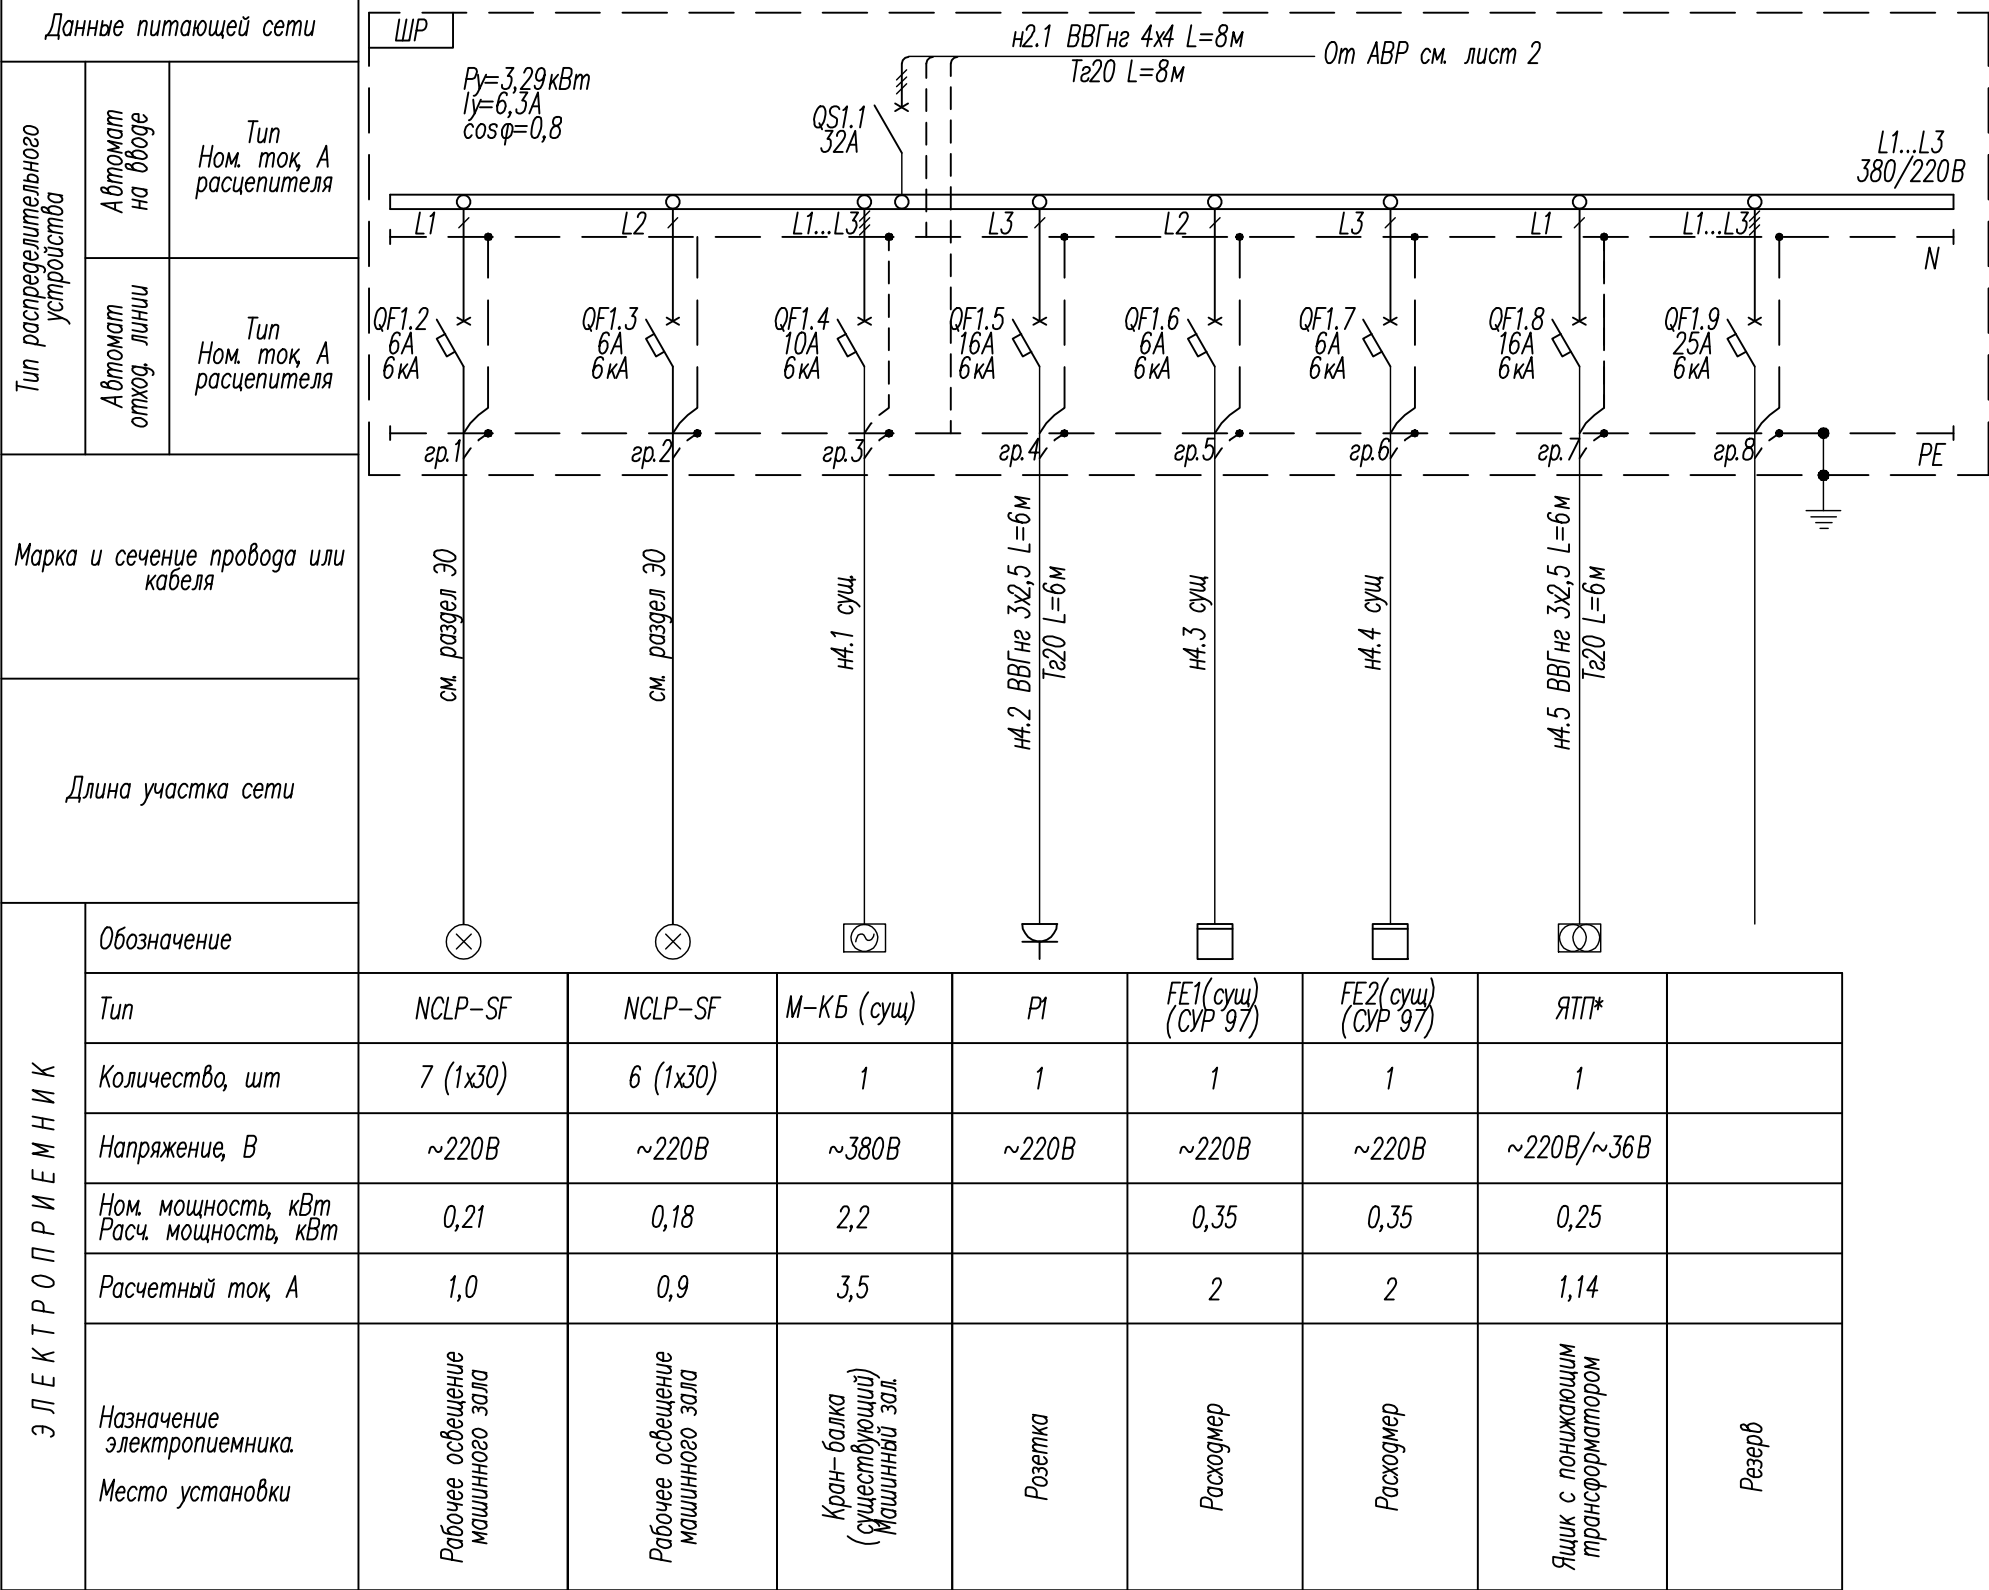 Данные питающей сети
ШР
н2.1 ВВГнг 4х4 L=8м
Тг20 L=8м
От АВР см. лист 2
Ру=3,29кВт
Iу=6,3А
cosφ=0,8
QS1.1
32А
L1...L3
380/220В
Тип распределительного
устройства
Автомат
на вводе
Тип
Ном. ток, А
расцепителя
Автомат
отход. линии
Тип
Ном. ток, А
расцепителя
L1
L2
L1...L3
L3
L2
L3
L1
L1...L3
N
QF1.2
6А
6кА
QF1.3
6А
6кА
QF1.4
10А
6кА
QF1.5
16А
6кА
QF1.6
6А
6кА
QF1.7
6А
6кА
QF1.8
16А
6кА
QF1.9
25А
6кА
гр.1
гр.2
гр.3
гр.4
гр.5
гр.6
гр.7
гр.8
PE
Марка и сечение провода или
кабеля
см. раздел ЭО
см. раздел ЭО
н4.1 сущ.
н4.2 ВВГнг 3х2,5 L=6м
Тг20 L=6м
н4.3 сущ
н4.4 сущ
н4.5 ВВГнг 3х2,5 L=6м
Тг20 L=6м
Длина участка сети
ЭЛЕКТРОПРИЕМНИК
Обозначение
Тип
NCLP-SF
NCLP-SF
М-КБ (сущ)
Р1
FE1(сущ)
(СУР 97)
FE2(сущ)
(СУР 97)
ЯТП*
Количество, шт
7 (1х30)
6 (1х30)
1
1
1
1
1
Напряжение, В
~220В
~220В
~380В
~220В
~220В
~220В
~220В/~36В
Ном. мощность, кВт
Расч. мощность, кВт
0,21
0,18
2,2
0,35
0,35
0,25
Расчетный ток, А
1,0
0,9
3,5
2
2
1,14
Назначение
электропиемника.
Место установки
Рабочее освещение
машинного зала
Рабочее освещение
машинного зала
Кран-балка
(существующий)
Машинный зал.
Розетка
Расходмер
Расходмер
Ящик с понижающим
трансформатором
Резерв